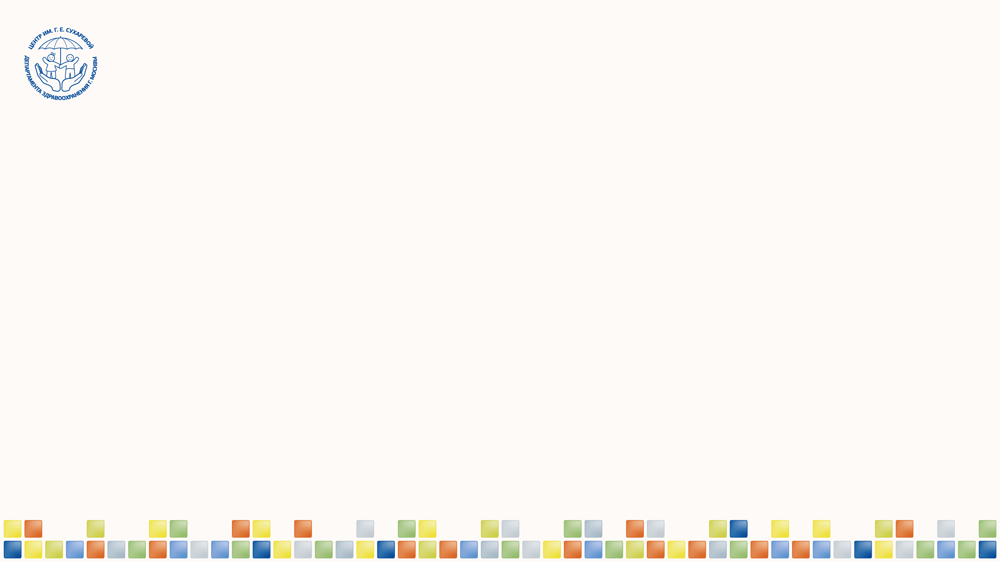 ЦЕНТР ИМ. Г. Е. СУХАРЕВОЙ
ДЕПАРТАМЕНТА ЗДРАВООХРАНЕНИЯ Г. МОСКВЫ